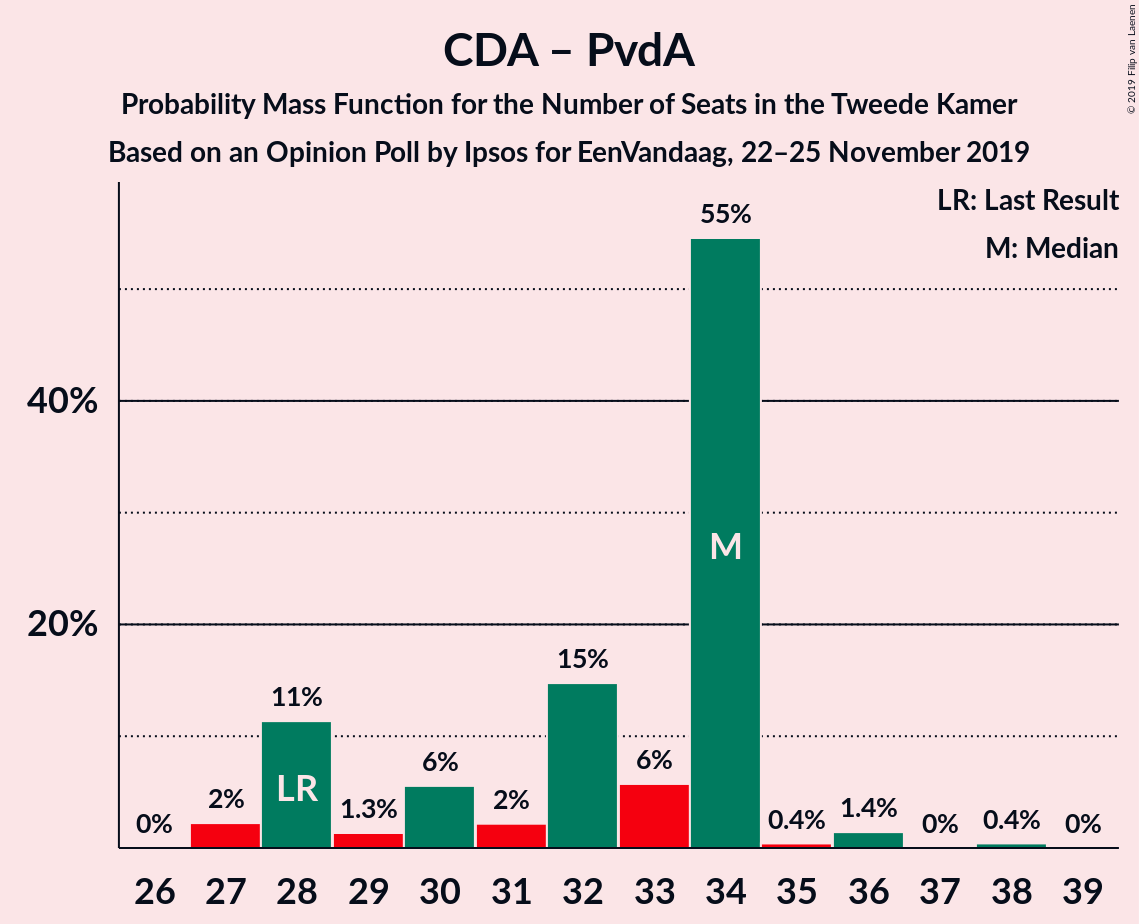 CDA – PvdA
Probability Mass Function for the Number of Seats in the Tweede Kamer
Based on an Opinion Poll by Ipsos for EenVandaag, 22–25 November 2019
© 2019 Filip van Laenen
LR: Last Result
M: Median
55%
40%
M
20%
15%
11%
LR
6%
6%
2%
2%
1.3%
1.4%
0%
0.4%
0%
0.4%
0%
26 27 28 29 30 31 32 33 34 35 36 37 38 39